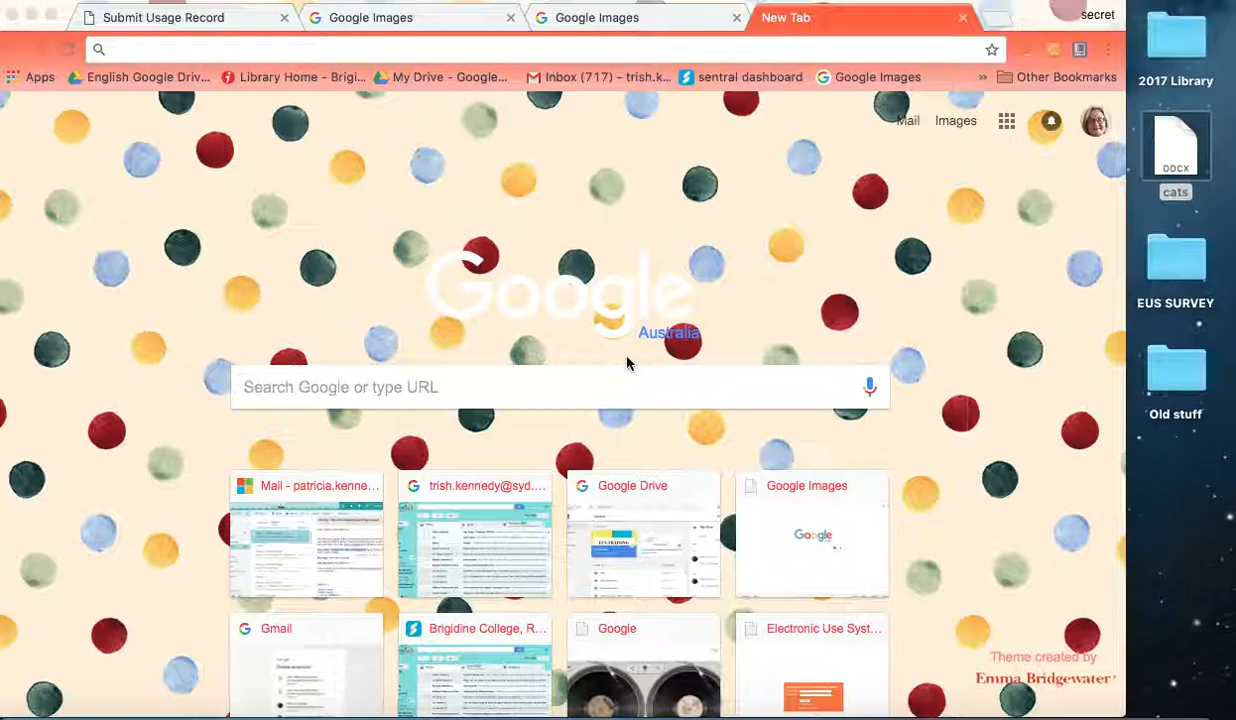 Submit Usage Record
Google Images
Google Images
New Tab
secret
Apps
English Google Driv...
Library Home - Brigi...
My Drive - Google...
Inbox (717) - trish.k...
sentral dashboard
Google Images
» Other Bookmarks
Mail
Images
2017 Library
DOCX
cats
EUS SURVEY
Old stuff
Google
Australia
Search Google or type URL
Mail - patricia.kenne...
trish.kennedy@syd....
Google Drive
Google Images
Google
Gmail
Brigidine College, R...
Google
Electronic Use Syst...
Theme created by
Emma Bridgewater